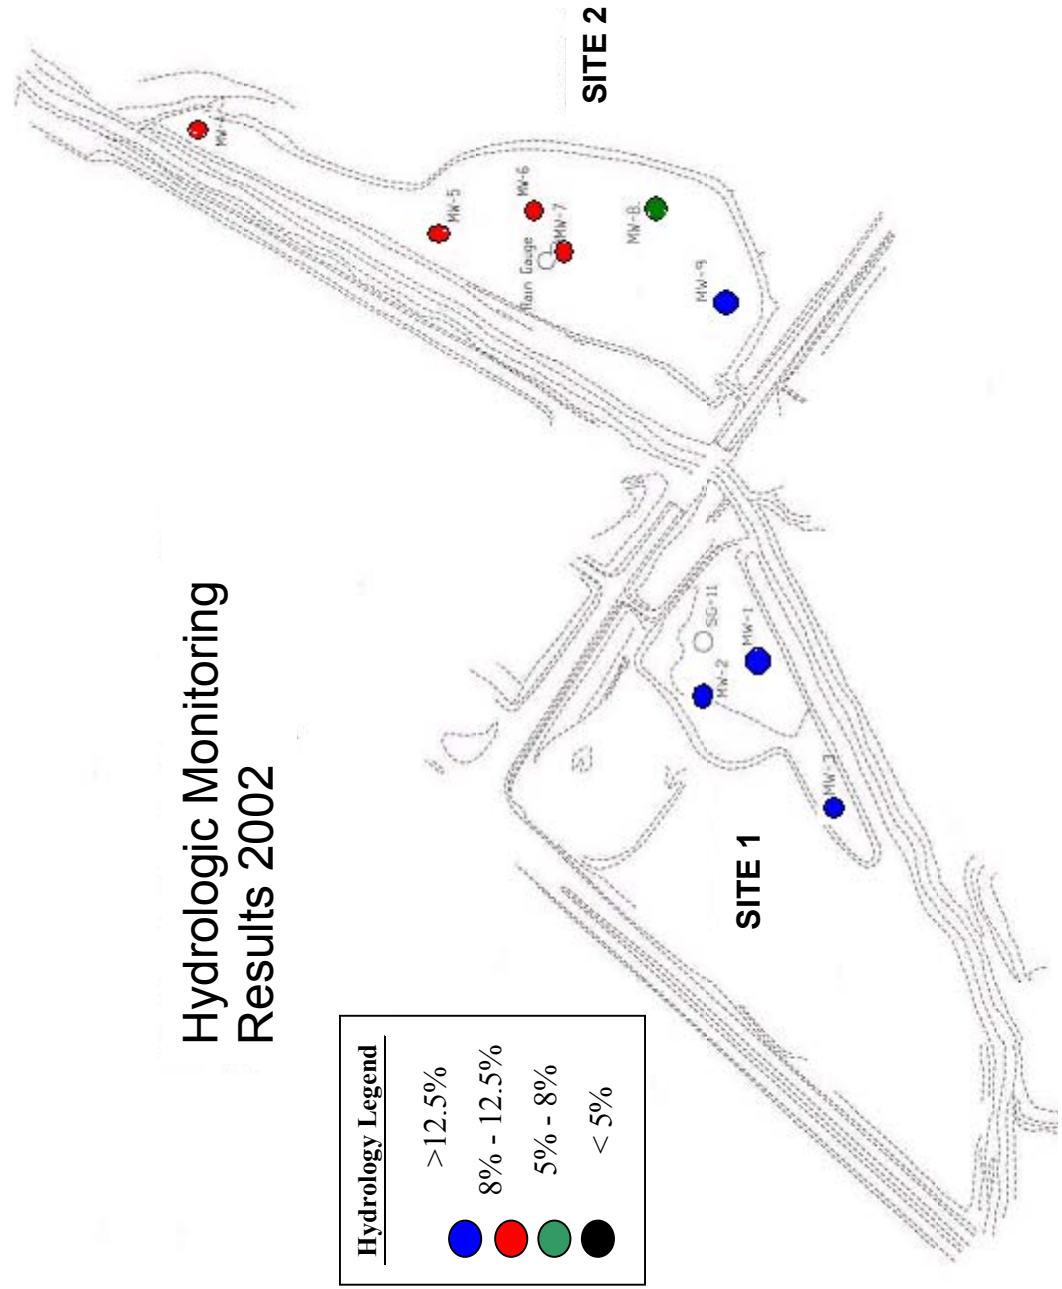 Hydrologic Monitoring
Results 2002
Hydrology Legend
>12.5%
8% - 12.5%
5% - 8%
< 5%
SITE 1
MW-3
MW-2
MW-1
SG-11
SITE 2
MW-9
MW-8
Rain Gauge
MW-7
MW-6
MW-5